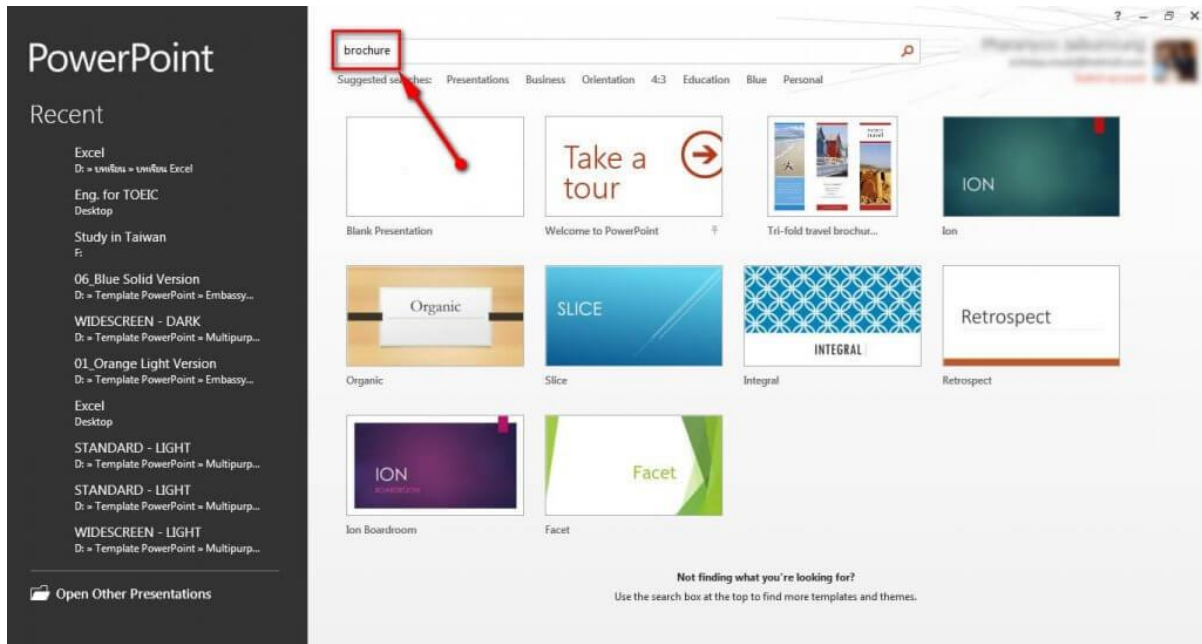 PowerPoint
Recent
Excel
D: » บทเรียน » บทเรียน Excel
Eng. for TOEIC
Desktop
Study in Taiwan
F:
06_Blue Solid Version
D: » Template PowerPoint » Embassy...
WIDESCREEN - DARK
D: » Template PowerPoint » Multipurp...
01_Orange Light Version
D: » Template PowerPoint » Embassy...
Excel
Desktop
STANDARD - LIGHT
D: » Template PowerPoint » Multipurp...
STANDARD - LIGHT
D: » Template PowerPoint » Multipurp...
WIDESCREEN - LIGHT
D: » Template PowerPoint » Multipurp...
Open Other Presentations
?
brochure
Suggested searches: Presentations Business Orientation 4:3 Education Blue Personal
Take a
tour
travel
ION
Blank Presentation Welcome to PowerPoint Tri-fold travel brochur... Ion
Organic SLICE INTEGRAL Retrospect
Organic Slice Integral Retrospect
ION
BOARDROOM
Facet
Ion Boardroom Facet
Not finding what you're looking for?
Use the search box at the top to find more templates and themes.